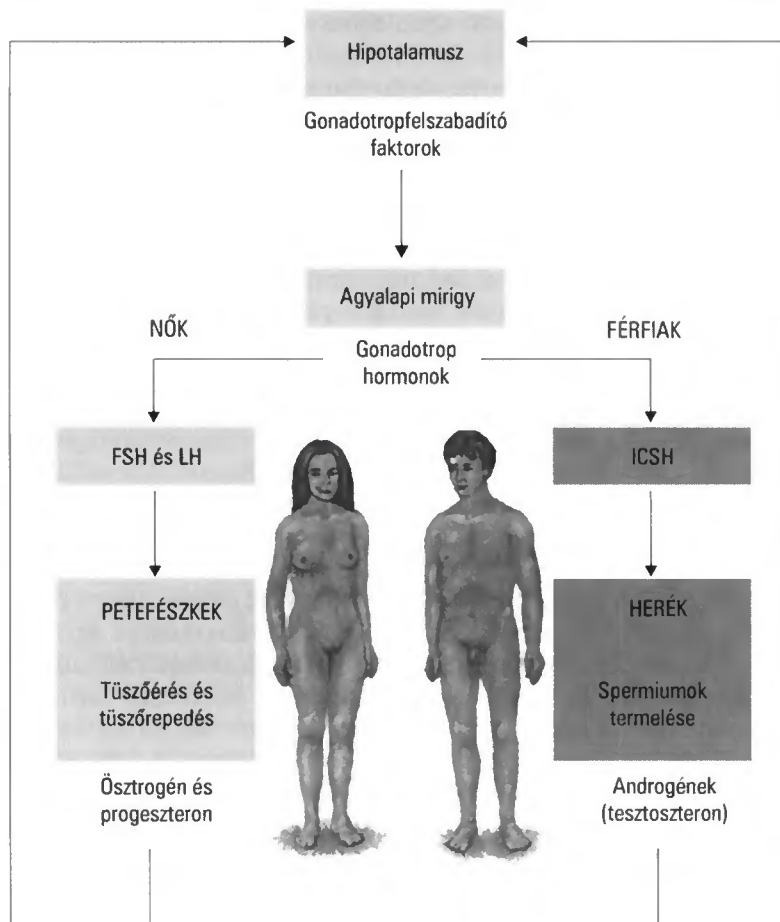 Hipotalamusz
Gonadotropfelszabadító
faktorok
Agyalapi mirigy
NŐK
FÉRFIAK
Gonadotrop
hormonok
FSH és LH
ICSH
PETEFÉSZKEK
HERÉK
Tüszőérés és
tüszőrepedés
Spermiumok
termelése
Ösztrogén és
progeszteron
Androgének
(tesztoszteron)